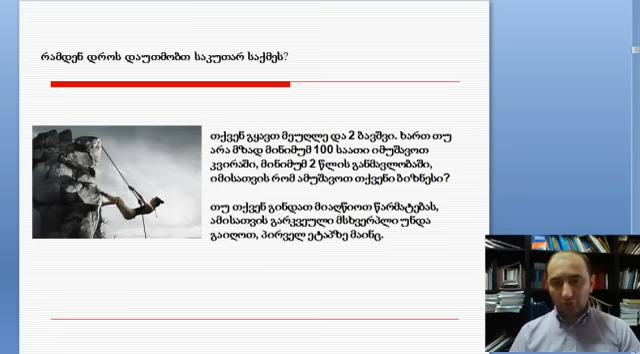 რამდენ დროს დაუთმობთ საკუთარ საქმეს?
თქვენ გყავთ მეუღლე და 2 ბავშვი. ხართ თუ
არა მზად მინიმუმ 100 საათი იმუშავოთ
კვირაში, მინიმუმ 2 წლის განმავლობაში,
იმისათვის რომ ამუშავოთ თქვენი ბიზნესი?
თუ თქვენ გინდათ მიაღწიოთ წარმატებას,
ამისათვის გარკვეული მსხვერპლი უნდა
გაიღოთ, პირველ ეტაპზე მაინც.